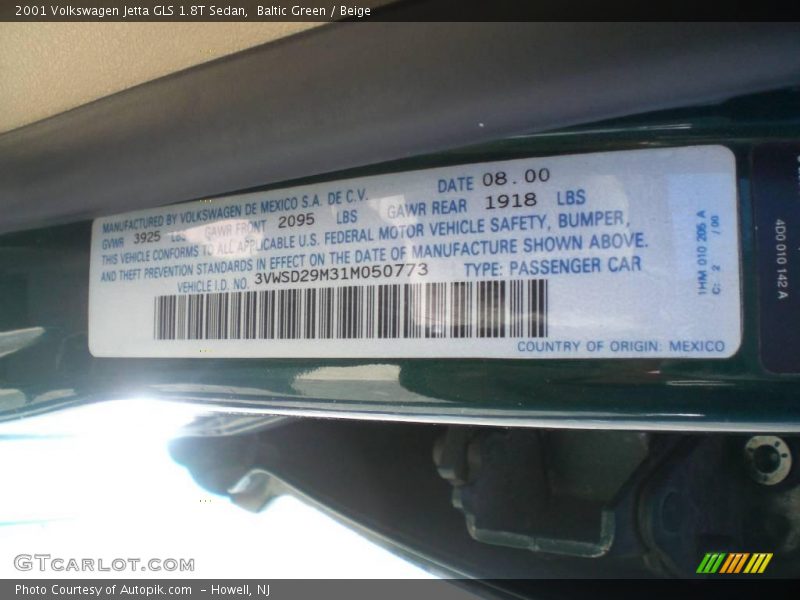 2001 Volkswagen Jetta GLS 1.8T Sedan,  Baltic Green / Beige
MANUFACTURED BY VOLKSWAGEN DE MEXICO S.A. DE C.V. DATE 08.00
GVWR 3925 LBS GAWR FRONT 2095 LBS GAWR REAR 1918 LBS
THIS VEHICLE CONFORMS TO ALL APPLICABLE U.S. FEDERAL MOTOR VEHICLE SAFETY, BUMPER,
AND THEFT PREVENTION STANDARDS IN EFFECT ON THE DATE OF MANUFACTURE SHOWN ABOVE.
VEHICLE I.D. NO. 3VWSD29M31M050773 TYPE: PASSENGER CAR
COUNTRY OF ORIGIN: MEXICO
1HM 010 205 A
C: 2 / 00
4D0 010 142 A
GTCARLOT.COM
Photo Courtesy of Autopik.com  – Howell, NJ